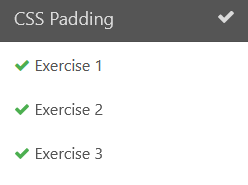 CSS Padding
Exercise 1
Exercise 2
Exercise 3